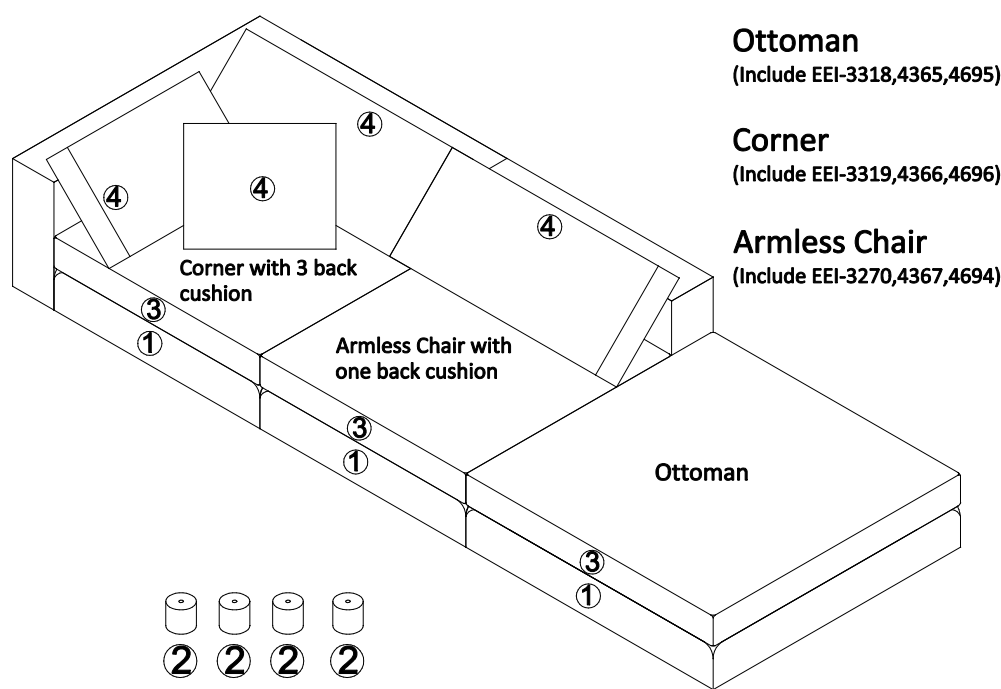 Ottoman
(Include EEI-3318,4365,4695)
Corner
(Include EEI-3319,4366,4696)
Armless Chair
(Include EEI-3270,4367,4694)
4
4
4
4
Corner with 3 back
cushion
3
1
Armless Chair with
one back cushion
3
1
Ottoman
3
1
2 2 2 2